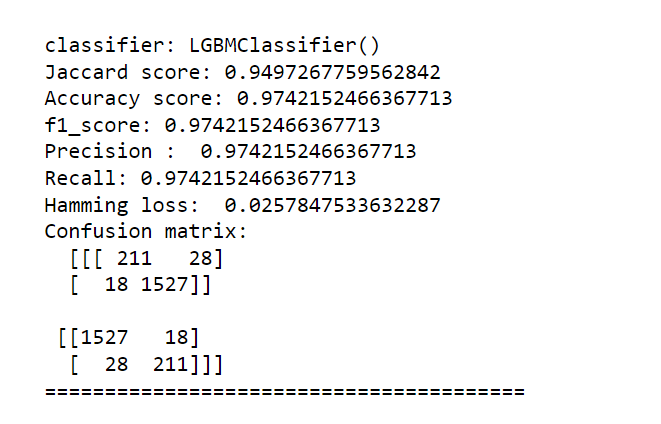 classifier: LGBMClassifier()
Jaccard score: 0.9497267759562842
Accuracy score: 0.9742152466367713
f1_score: 0.9742152466367713
Precision :  0.9742152466367713
Recall: 0.9742152466367713
Hamming loss:  0.0257847533632287
Confusion matrix:
  [[[ 211   28]
  [  18 1527]]

 [[1527   18]
  [  28  211]]]
========================================